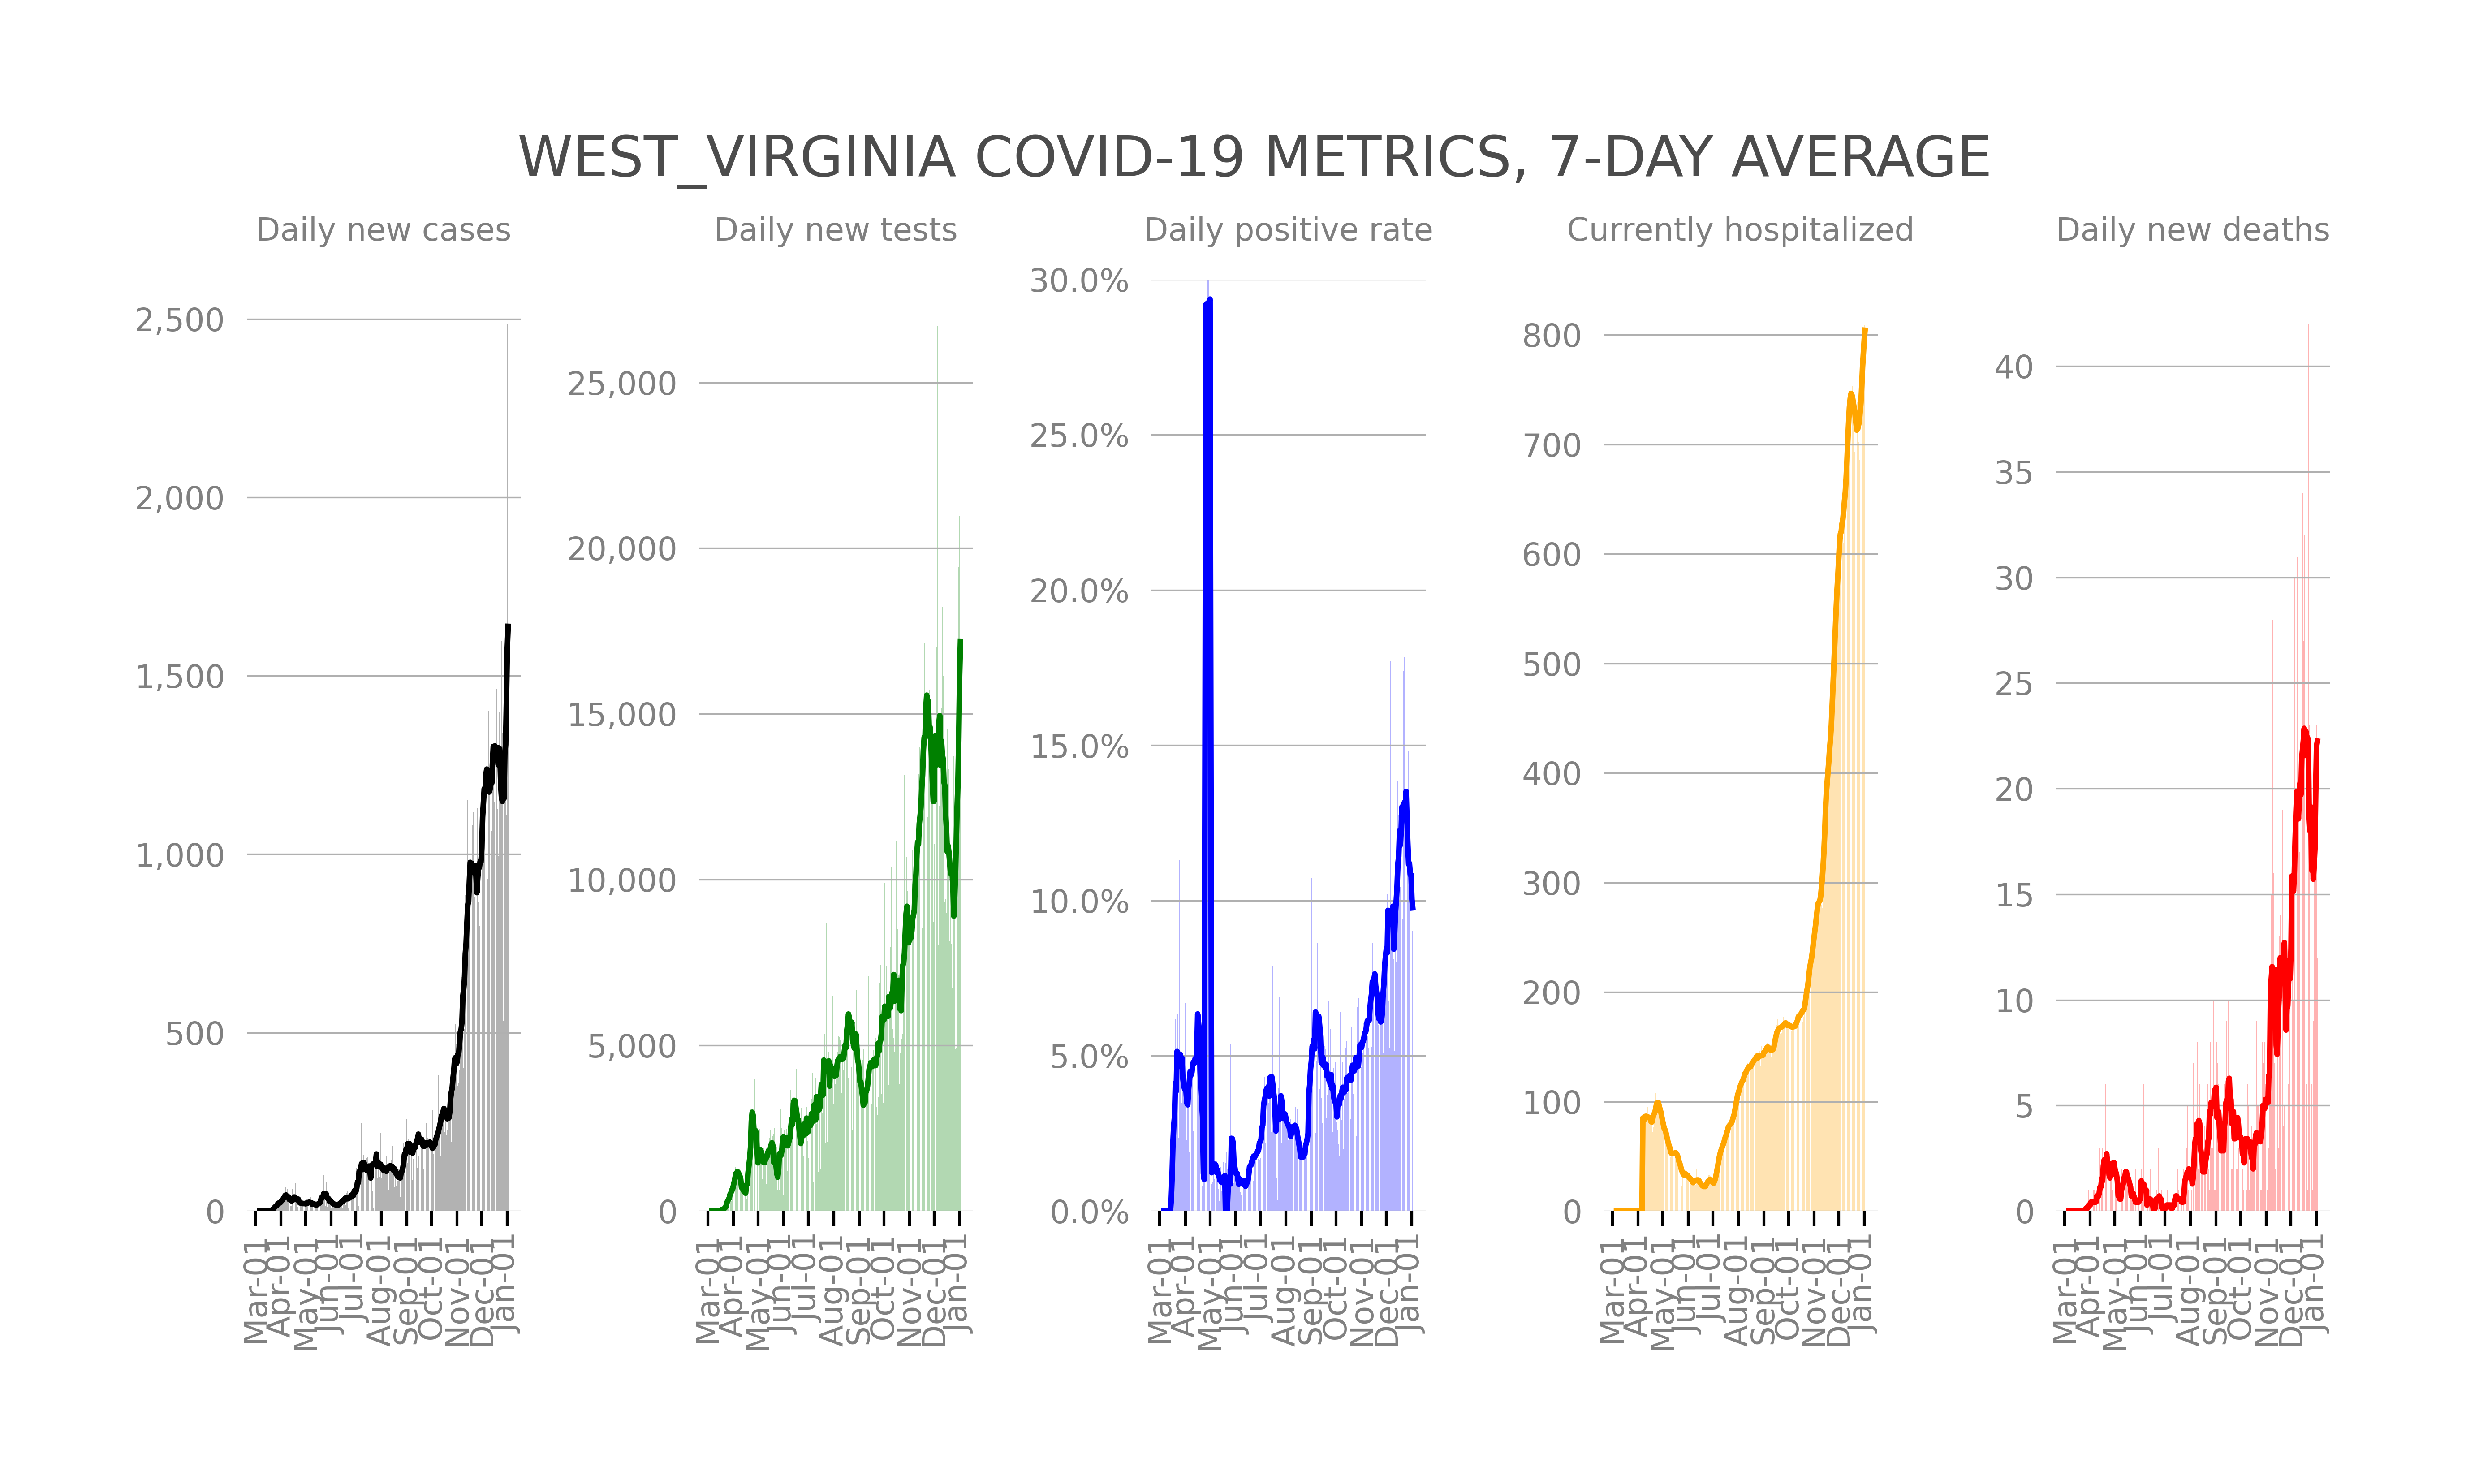 WEST_VIRGINIA COVID-19 METRICS, 7-DAY AVERAGE
Daily new cases
2,500
2,000
1,500
1,000
500
0
Mar-01
Apr-01
May-01
Jun-01
Jul-01
Aug-01
Sep-01
Oct-01
Nov-01
Dec-01
Jan-01
Daily new tests
25,000
20,000
15,000
10,000
5,000
0
Mar-01
Apr-01
May-01
Jun-01
Jul-01
Aug-01
Sep-01
Oct-01
Nov-01
Dec-01
Jan-01
Daily positive rate
30.0%
25.0%
20.0%
15.0%
10.0%
5.0%
0.0%
Mar-01
Apr-01
May-01
Jun-01
Jul-01
Aug-01
Sep-01
Oct-01
Nov-01
Dec-01
Jan-01
Currently hospitalized
800
700
600
500
400
300
200
100
0
Mar-01
Apr-01
May-01
Jun-01
Jul-01
Aug-01
Sep-01
Oct-01
Nov-01
Dec-01
Jan-01
Daily new deaths
40
35
30
25
20
15
10
5
0
Mar-01
Apr-01
May-01
Jun-01
Jul-01
Aug-01
Sep-01
Oct-01
Nov-01
Dec-01
Jan-01